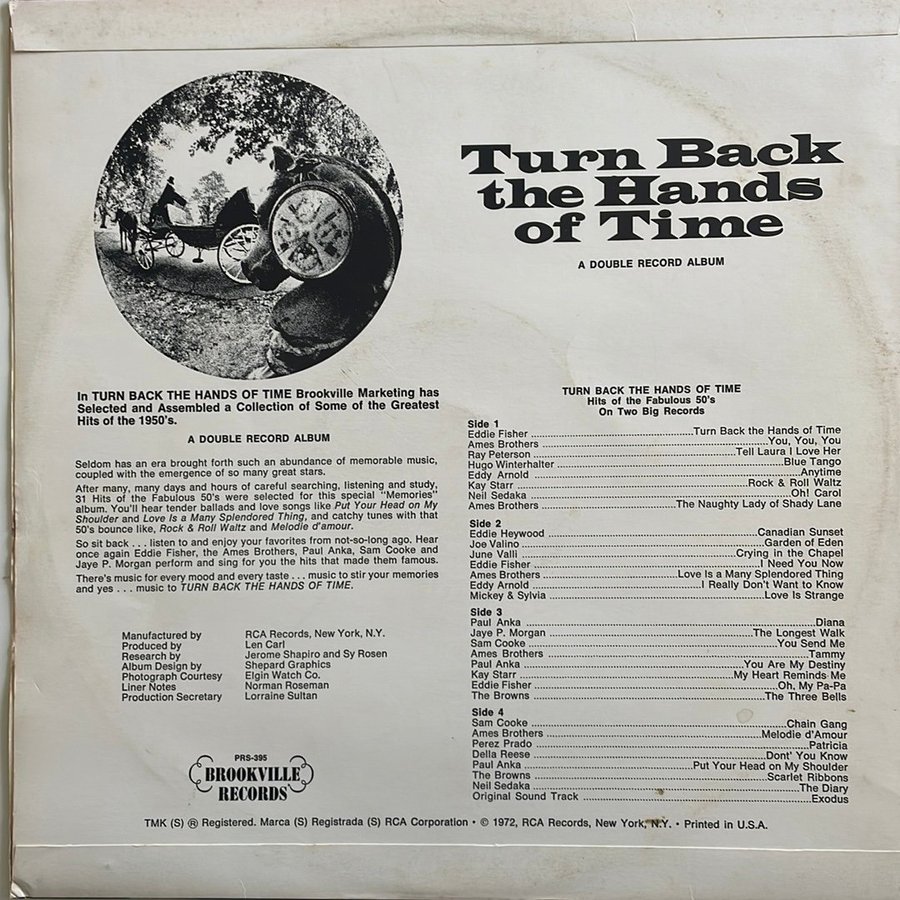 Turn Back
the Hands
of Time
A DOUBLE RECORD ALBUM
In TURN BACK THE HANDS OF TIME Brookville Marketing has
Selected and Assembled a Collection of Some of the Greatest
Hits of the 1950's.
A DOUBLE RECORD ALBUM
Seldom has an era brought forth such an abundance of memorable music,
coupled with the emergence of so many great stars.
After many, many days and hours of careful searching, listening and study,
31 Hits of the Fabulous 50's were selected for this special "Memories"
album. You'll hear tender ballads and love songs like Put Your Head on My
Shoulder and Love Is a Many Splendored Thing, and catchy tunes with that
50's bounce like, Rock & Roll Waltz and Melodie d'amour.
So sit back . . . listen to and enjoy your favorites from not-so-long ago. Hear
once again Eddie Fisher, the Ames Brothers, Paul Anka, Sam Cooke and
Jaye P. Morgan perform and sing for you the hits that made them famous.
There's music for every mood and every taste . . . music to stir your memories
and yes . . . music to TURN BACK THE HANDS OF TIME.
Manufactured by RCA Records, New York, N.Y.
Produced by Len Carl
Research by Jerome Shapiro and Sy Rosen
Album Design by Shepard Graphics
Photograph Courtesy Elgin Watch Co.
Liner Notes Norman Roseman
Production Secretary Lorraine Sultan
PRS-395
BROOKVILLE
RECORDS
TURN BACK THE HANDS OF TIME
Hits of the Fabulous 50's
On Two Big Records
Side 1
Eddie Fisher ........ Turn Back the Hands of Time
Ames Brothers ........ You, You, You
Ray Peterson ........ Tell Laura I Love Her
Hugo Winterhalter ........ Blue Tango
Eddy Arnold ........ Anytime
Kay Starr ........ Rock & Roll Waltz
Neil Sedaka ........ Oh! Carol
Ames Brothers ........ The Naughty Lady of Shady Lane
Side 2
Eddie Heywood ........ Canadian Sunset
Joe Valino ........ Garden of Eden
June Valli ........ Crying in the Chapel
Eddie Fisher ........ I Need You Now
Ames Brothers ........ Love Is a Many Splendored Thing
Eddy Arnold ........ I Really Don't Want to Know
Mickey & Sylvia ........ Love Is Strange
Side 3
Paul Anka ........ Diana
Jaye P. Morgan ........ The Longest Walk
Sam Cooke ........ You Send Me
Ames Brothers ........ Tammy
Paul Anka ........ You Are My Destiny
Kay Starr ........ My Heart Reminds Me
Eddie Fisher ........ Oh, My Pa-Pa
The Browns ........ The Three Bells
Side 4
Sam Cooke ........ Chain Gang
Ames Brothers ........ Melodie d'Amour
Perez Prado ........ Patricia
Della Reese ........ Dont' You Know
Paul Anka ........ Put Your Head on My Shoulder
The Browns ........ Scarlet Ribbons
Neil Sedaka ........ The Diary
Original Sound Track ........ Exodus
TMK (S) ® Registered. Marca (S) Registrada (S) RCA Corporation • © 1972, RCA Records, New York, N.Y. • Printed in U.S.A.